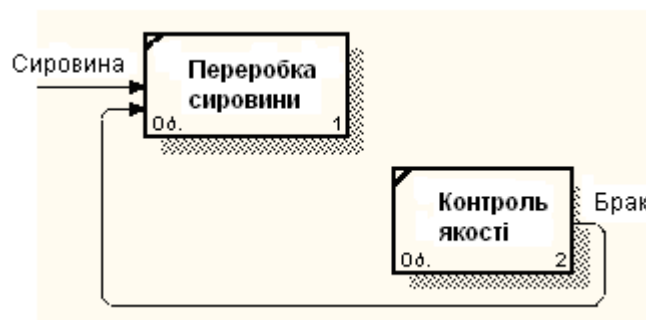 Сировина
Переробка
сировини
0д. 1
Контроль
якості
Брак
0д. 2